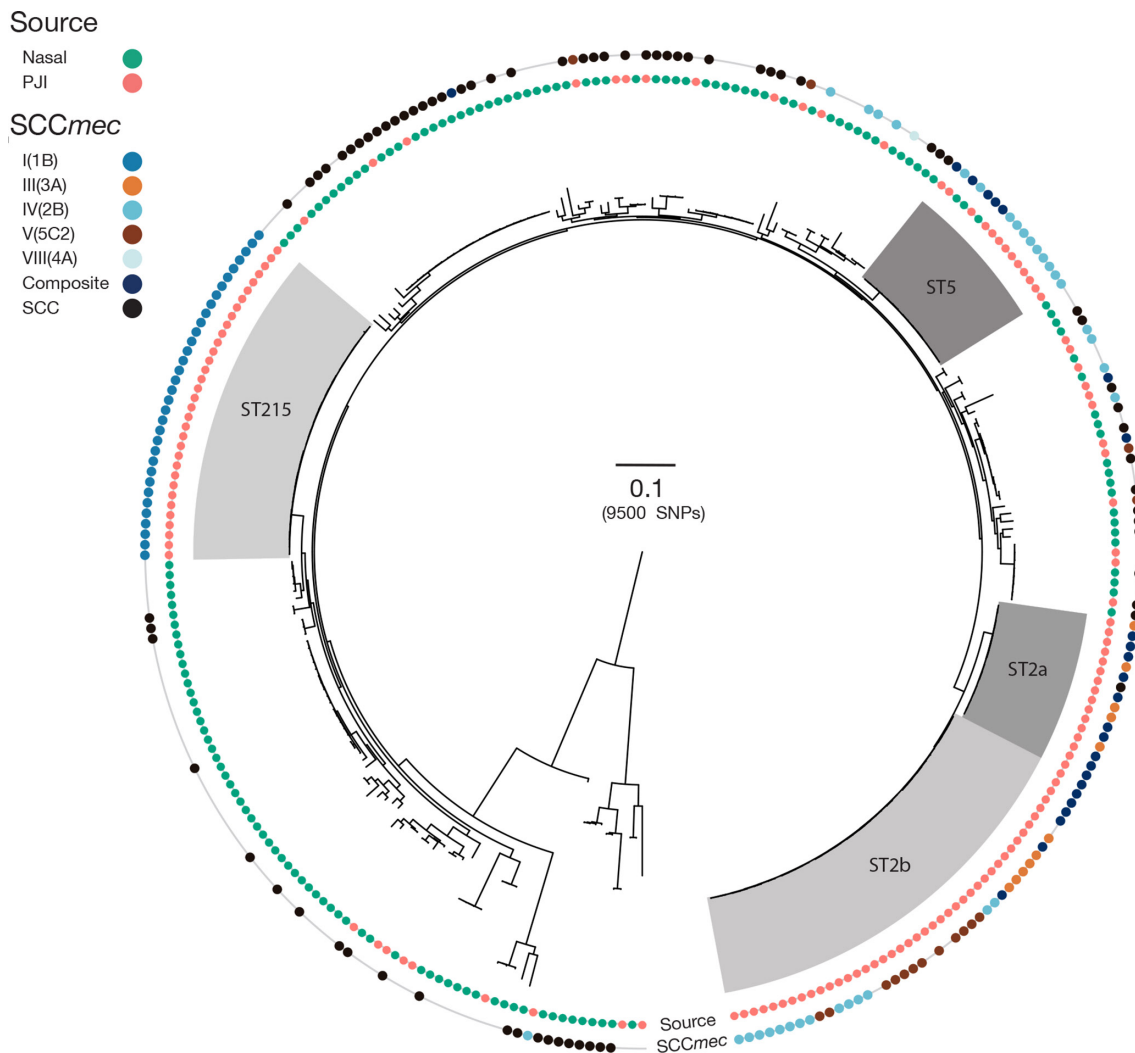 Source
Nasal
PJI
SCCmec
I(1B)
III(3A)
IV(2B)
V(5C2)
VIII(4A)
Composite
SCC
ST5
ST215
0.1
(9500 SNPs)
ST2a
ST2b
Source
SCCmec